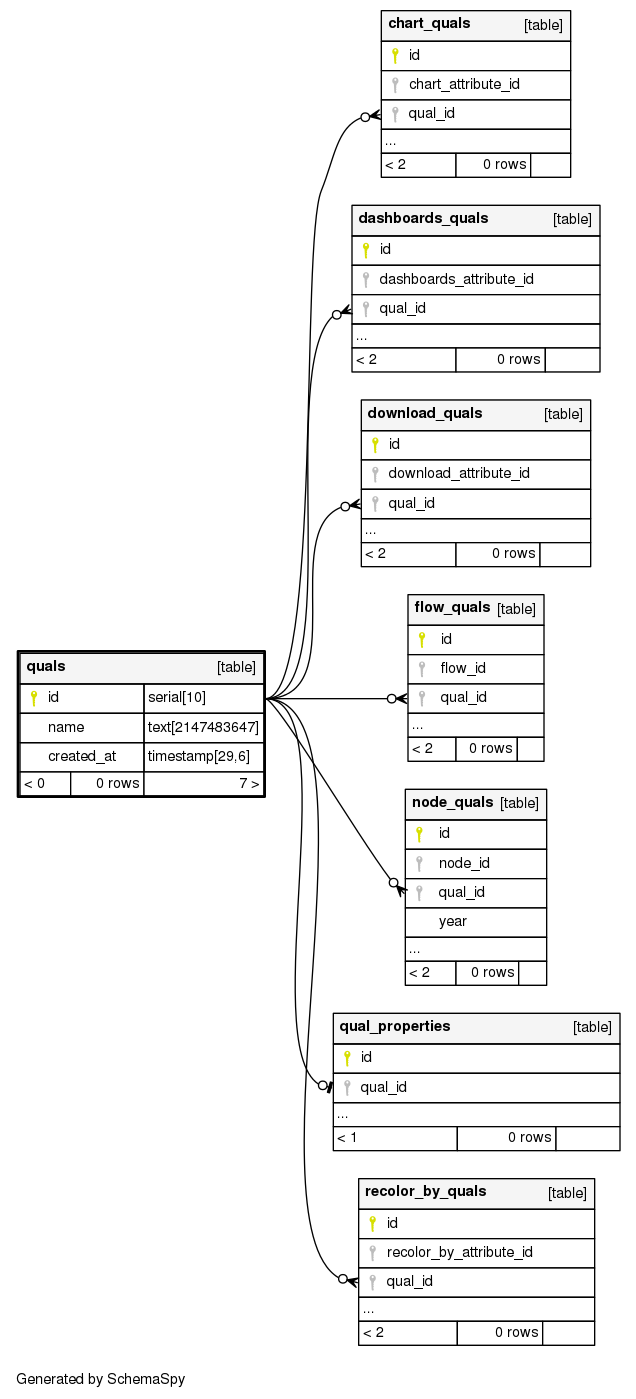 chart_quals [table]
id
chart_attribute_id
qual_id
...
< 2 0 rows
dashboards_quals [table]
id
dashboards_attribute_id
qual_id
...
< 2 0 rows
download_quals [table]
id
download_attribute_id
qual_id
...
< 2 0 rows
flow_quals [table]
id
flow_id
qual_id
...
< 2 0 rows
quals [table]
id serial[10]
name text[2147483647]
created_at timestamp[29,6]
< 0 0 rows 7 >
node_quals [table]
id
node_id
qual_id
year
...
< 2 0 rows
qual_properties [table]
id
qual_id
...
< 1 0 rows
recolor_by_quals [table]
id
recolor_by_attribute_id
qual_id
...
< 2 0 rows
Generated by SchemaSpy